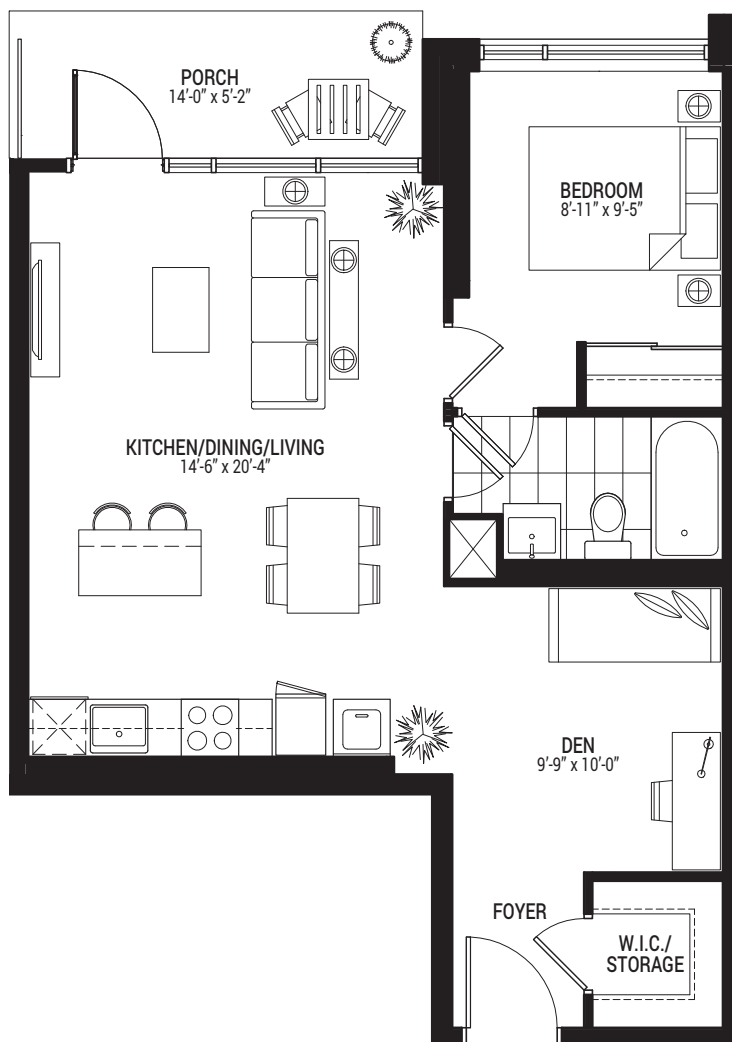 PORCH
14'-0" x 5'-2"
BEDROOM
8'-11" x 9'-5"
KITCHEN/DINING/LIVING
14'-6" x 20'-4"
DEN
9'-9" x 10'-0"
FOYER
W.I.C./
STORAGE